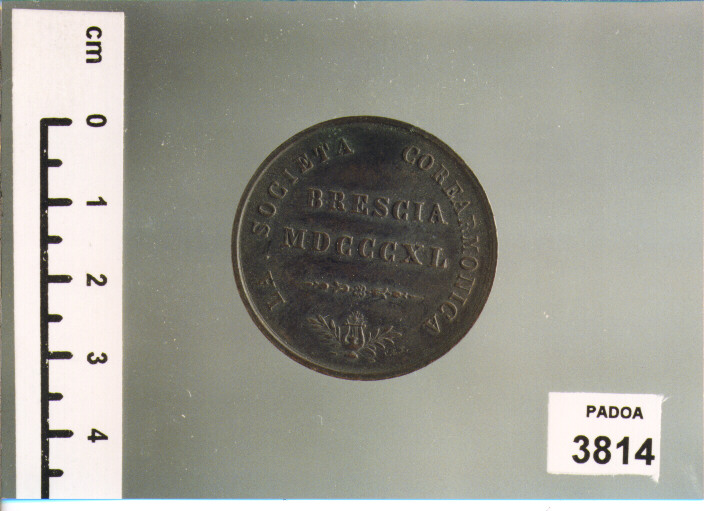 cm
0
1
2
3
4
LA SOCIETA COREARMONICA
BRESCIA
MDCCCXL
PADOA
3814